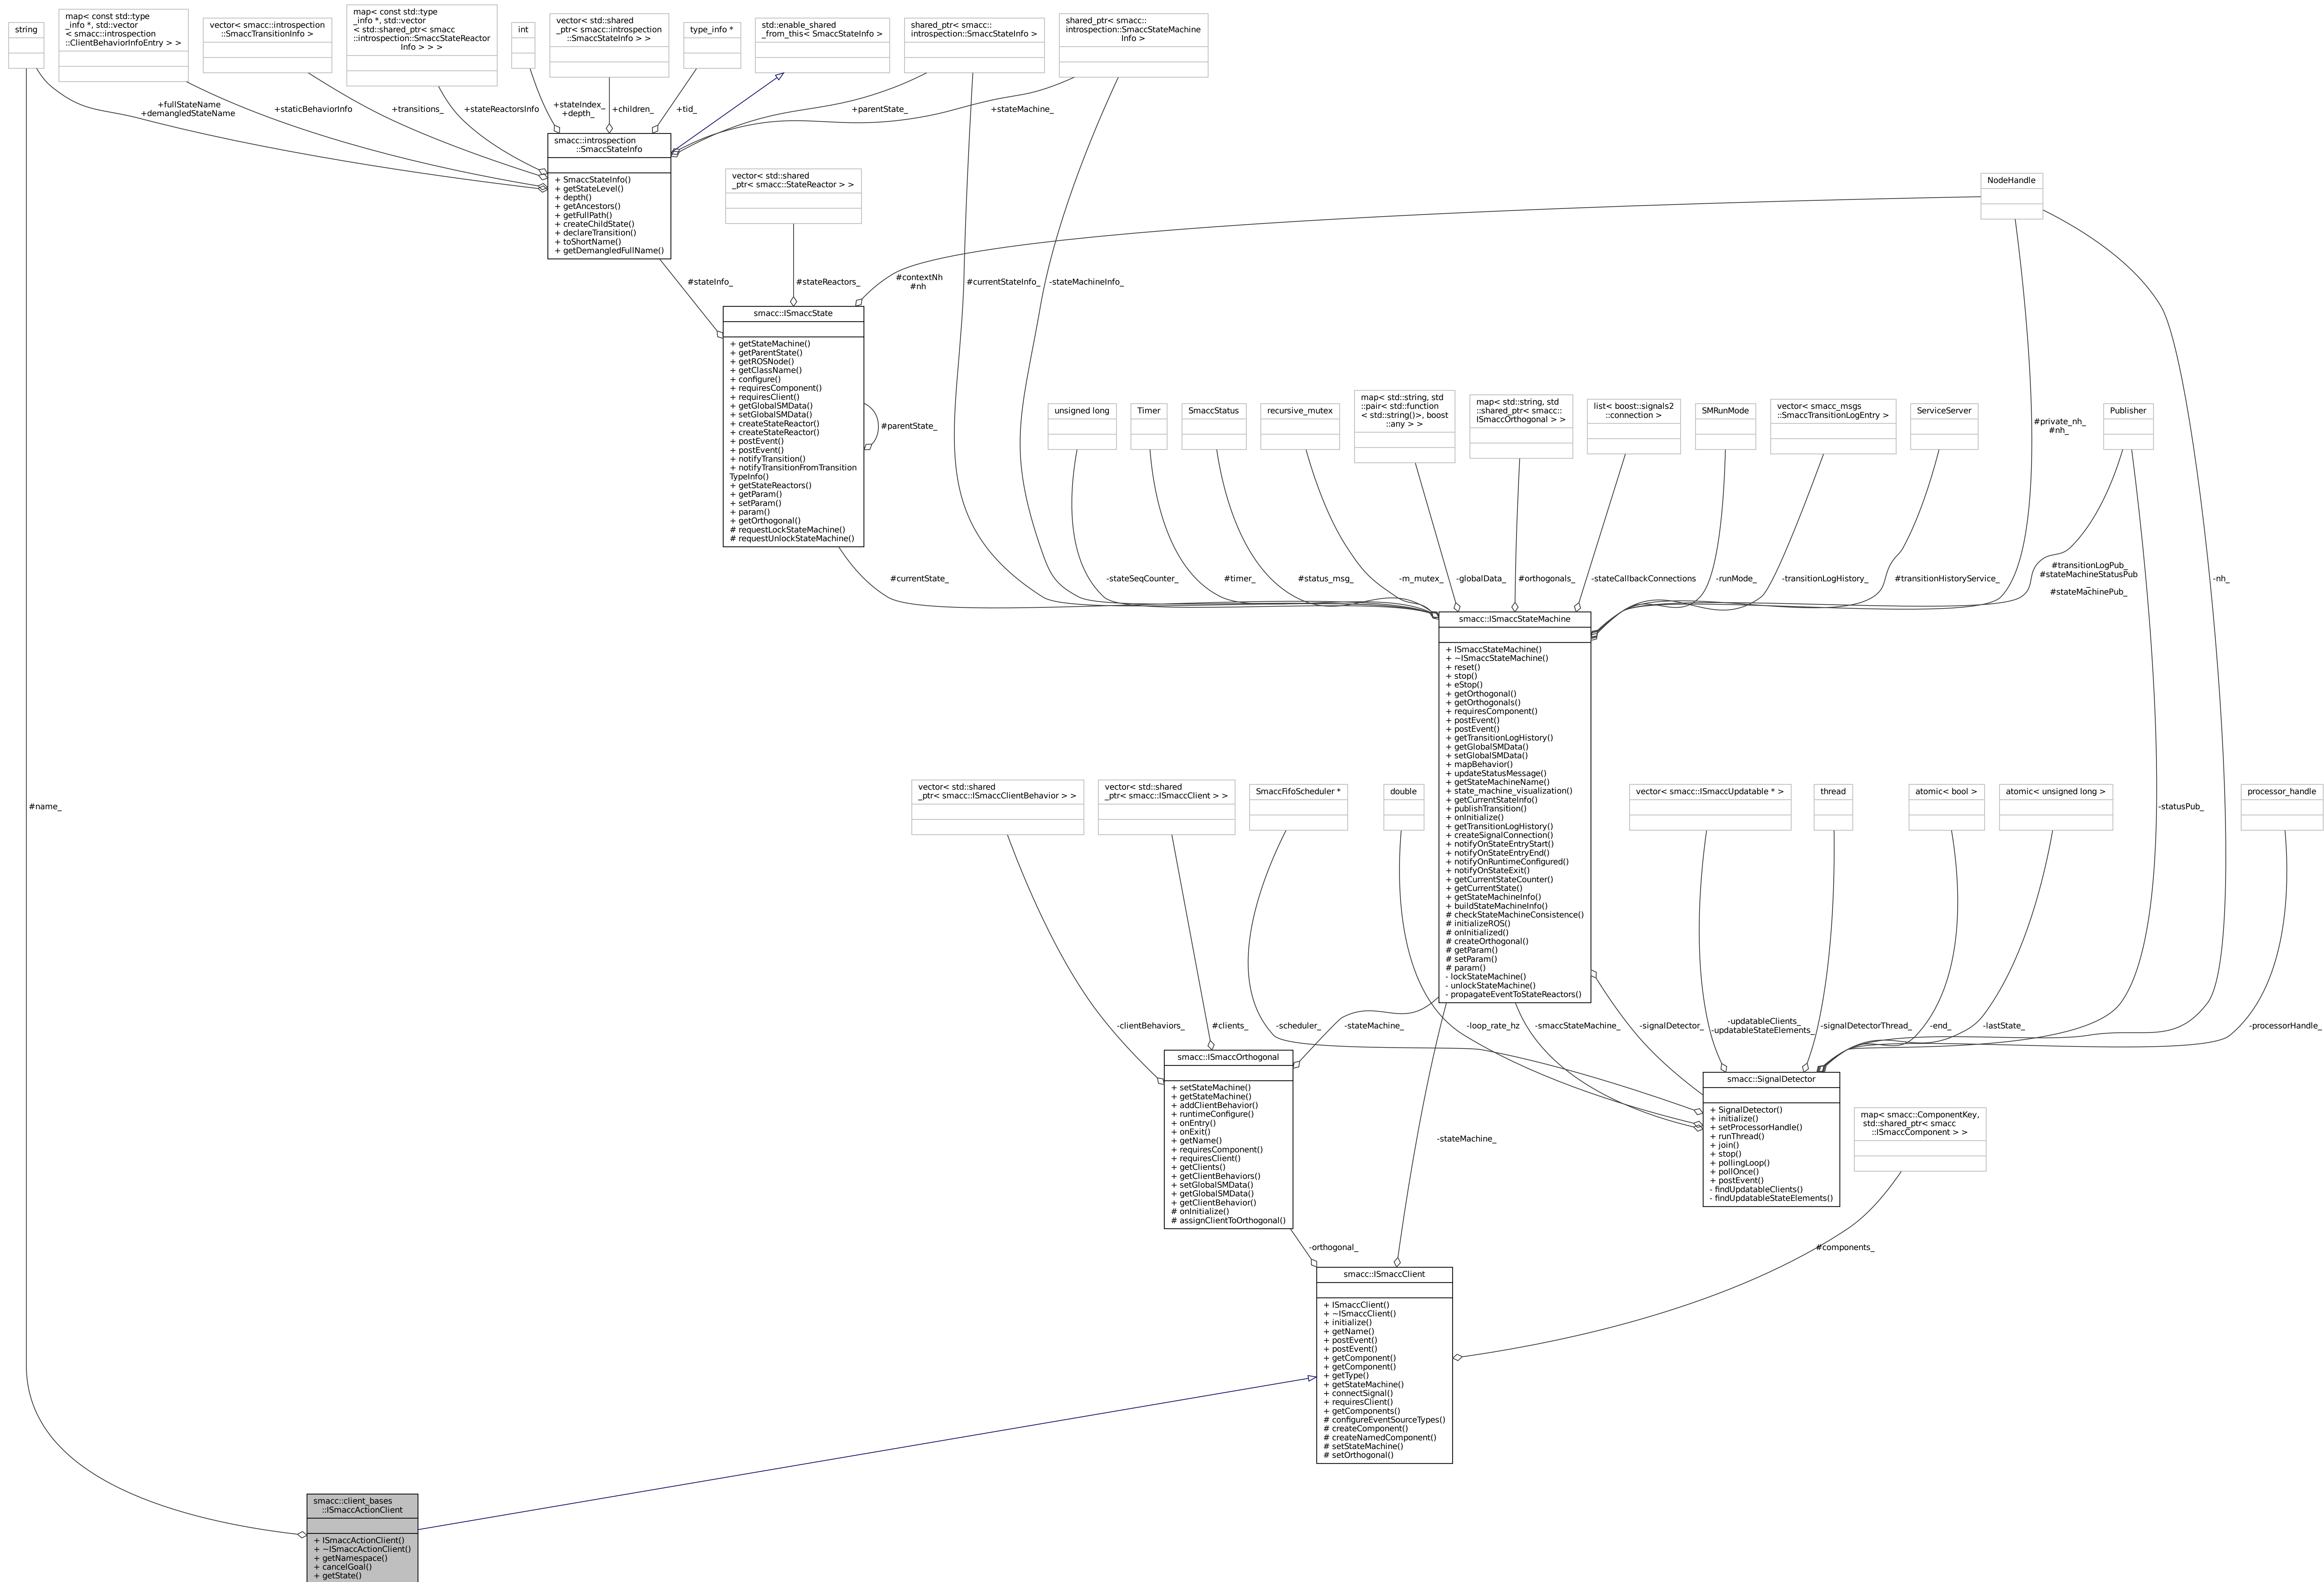 string
map< const std::type
_info *, std::vector
< smacc::introspection
::ClientBehaviorInfoEntry > >
vector< smacc::introspection
::SmaccTransitionInfo >
map< const std::type
_info *, std::vector
< std::shared_ptr< smacc
::introspection::SmaccStateReactor
Info > > >
int
vector< std::shared
_ptr< smacc::introspection
::SmaccStateInfo > >
type_info *
std::enable_shared
_from_this< SmaccStateInfo >
shared_ptr< smacc::
introspection::SmaccStateInfo >
shared_ptr< smacc::
introspection::SmaccStateMachine
Info >
+fullStateName
+demangledStateName
+staticBehaviorInfo
+transitions_
+stateReactorsInfo
+stateIndex_
+depth_
+children_
+tid_
+parentState_
+stateMachine_
smacc::introspection
::SmaccStateInfo
+ SmaccStateInfo()
+ getStateLevel()
+ depth()
+ getAncestors()
+ getFullPath()
+ createChildState()
+ declareTransition()
+ toShortName()
+ getDemangledFullName()
vector< std::shared
_ptr< smacc::StateReactor > >
NodeHandle
#stateInfo_
#stateReactors_
#contextNh
#nh
#currentStateInfo_
-stateMachineInfo_
smacc::ISmaccState
+ getStateMachine()
+ getParentState()
+ getROSNode()
+ getClassName()
+ configure()
+ requiresComponent()
+ requiresClient()
+ getGlobalSMData()
+ setGlobalSMData()
+ createStateReactor()
+ createStateReactor()
+ postEvent()
+ postEvent()
+ notifyTransition()
+ notifyTransitionFromTransition
TypeInfo()
+ getStateReactors()
+ getParam()
+ setParam()
+ param()
+ getOrthogonal()
# requestLockStateMachine()
# requestUnlockStateMachine()
#parentState_
unsigned long
Timer
SmaccStatus
recursive_mutex
map< std::string, std
::pair< std::function
< std::string()>, boost
::any > >
map< std::string, std
::shared_ptr< smacc::
ISmaccOrthogonal > >
list< boost::signals2
::connection >
SMRunMode
vector< smacc_msgs
::SmaccTransitionLogEntry >
ServiceServer
#private_nh_
#nh_
Publisher
#currentState_
-stateSeqCounter_
#timer_
#status_msg_
-m_mutex_
-globalData_
#orthogonals_
-stateCallbackConnections
-runMode_
-transitionLogHistory_
#transitionHistoryService_
#transitionLogPub_
#stateMachineStatusPub
_
#stateMachinePub_
-nh_
smacc::ISmaccStateMachine
+ ISmaccStateMachine()
+ ~ISmaccStateMachine()
+ reset()
+ stop()
+ eStop()
+ getOrthogonal()
+ getOrthogonals()
+ requiresComponent()
+ postEvent()
+ postEvent()
+ getTransitionLogHistory()
+ getGlobalSMData()
+ setGlobalSMData()
+ mapBehavior()
+ updateStatusMessage()
+ getStateMachineName()
+ state_machine_visualization()
+ getCurrentStateInfo()
+ publishTransition()
+ onInitialize()
+ getTransitionLogHistory()
+ createSignalConnection()
+ notifyOnStateEntryStart()
+ notifyOnStateEntryEnd()
+ notifyOnRuntimeConfigured()
+ notifyOnStateExit()
+ getCurrentStateCounter()
+ getCurrentState()
+ getStateMachineInfo()
+ buildStateMachineInfo()
# checkStateMachineConsistence()
# initializeROS()
# onInitialized()
# createOrthogonal()
# getParam()
# setParam()
# param()
- lockStateMachine()
- unlockStateMachine()
- propagateEventToStateReactors()
#name_
vector< std::shared
_ptr< smacc::ISmaccClientBehavior > >
vector< std::shared
_ptr< smacc::ISmaccClient > >
SmaccFifoScheduler *
double
vector< smacc::ISmaccUpdatable * >
thread
atomic< bool >
atomic< unsigned long >
-statusPub_
processor_handle
-clientBehaviors_
#clients_
-scheduler_
-stateMachine_
-loop_rate_hz
-smaccStateMachine_
-signalDetector_
-updatableClients_
-updatableStateElements_
-signalDetectorThread_
-end_
-lastState_
-processorHandle_
smacc::ISmaccOrthogonal
+ setStateMachine()
+ getStateMachine()
+ addClientBehavior()
+ runtimeConfigure()
+ onEntry()
+ onExit()
+ getName()
+ requiresComponent()
+ requiresClient()
+ getClients()
+ getClientBehaviors()
+ setGlobalSMData()
+ getGlobalSMData()
+ getClientBehavior()
# onInitialize()
# assignClientToOrthogonal()
-stateMachine_
smacc::SignalDetector
+ SignalDetector()
+ initialize()
+ setProcessorHandle()
+ runThread()
+ join()
+ stop()
+ pollingLoop()
+ pollOnce()
+ postEvent()
- findUpdatableClients()
- findUpdatableStateElements()
map< smacc::ComponentKey,
std::shared_ptr< smacc
::ISmaccComponent > >
-orthogonal_
#components_
smacc::ISmaccClient
+ ISmaccClient()
+ ~ISmaccClient()
+ initialize()
+ getName()
+ postEvent()
+ postEvent()
+ getComponent()
+ getComponent()
+ getType()
+ getStateMachine()
+ connectSignal()
+ requiresClient()
+ getComponents()
# configureEventSourceTypes()
# createComponent()
# createNamedComponent()
# setStateMachine()
# setOrthogonal()
smacc::client_bases
::ISmaccActionClient
+ ISmaccActionClient()
+ ~ISmaccActionClient()
+ getNamespace()
+ cancelGoal()
+ getState()